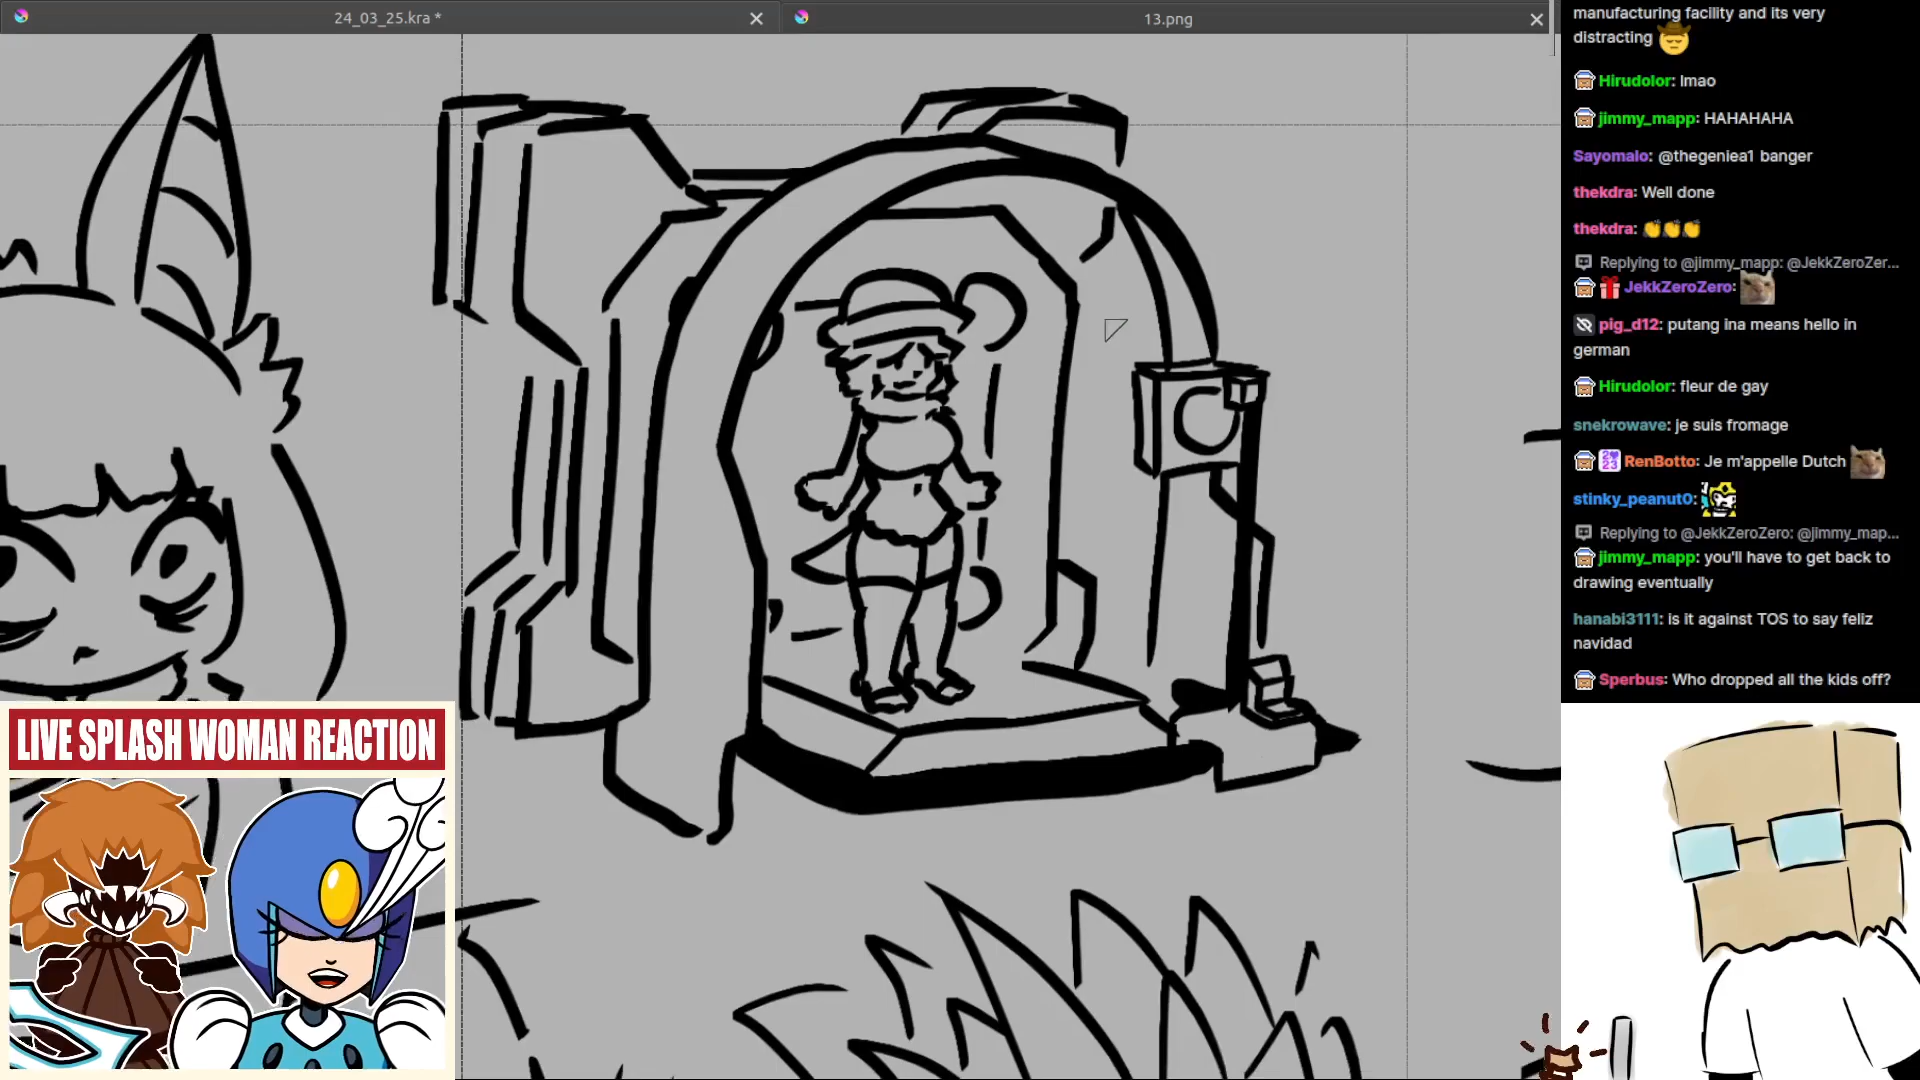 24_03_25.kra *
13.png
manufacturing facility and its very
distracting
Hirudolor: lmao
jimmy_mapp: HAHAHAHA
Sayomalo: @thegeniea1 banger
thekdra: Well done
thekdra:
Replying to @jimmy_mapp: @JekkZeroZer...
JekkZeroZero:
pig_d12: putang ina means hello in
german
Hirudolor: fleur de gay
snekrowave: je suis fromage
RenBotto: Je m'appelle Dutch
stinky_peanut0:
Replying to @JekkZeroZero: @jimmy_map...
jimmy_mapp: you'll have to get back to
drawing eventually
hanabi3111: is it against TOS to say feliz
navidad
Sperbus: Who dropped all the kids off?
LIVE SPLASH WOMAN REACTION